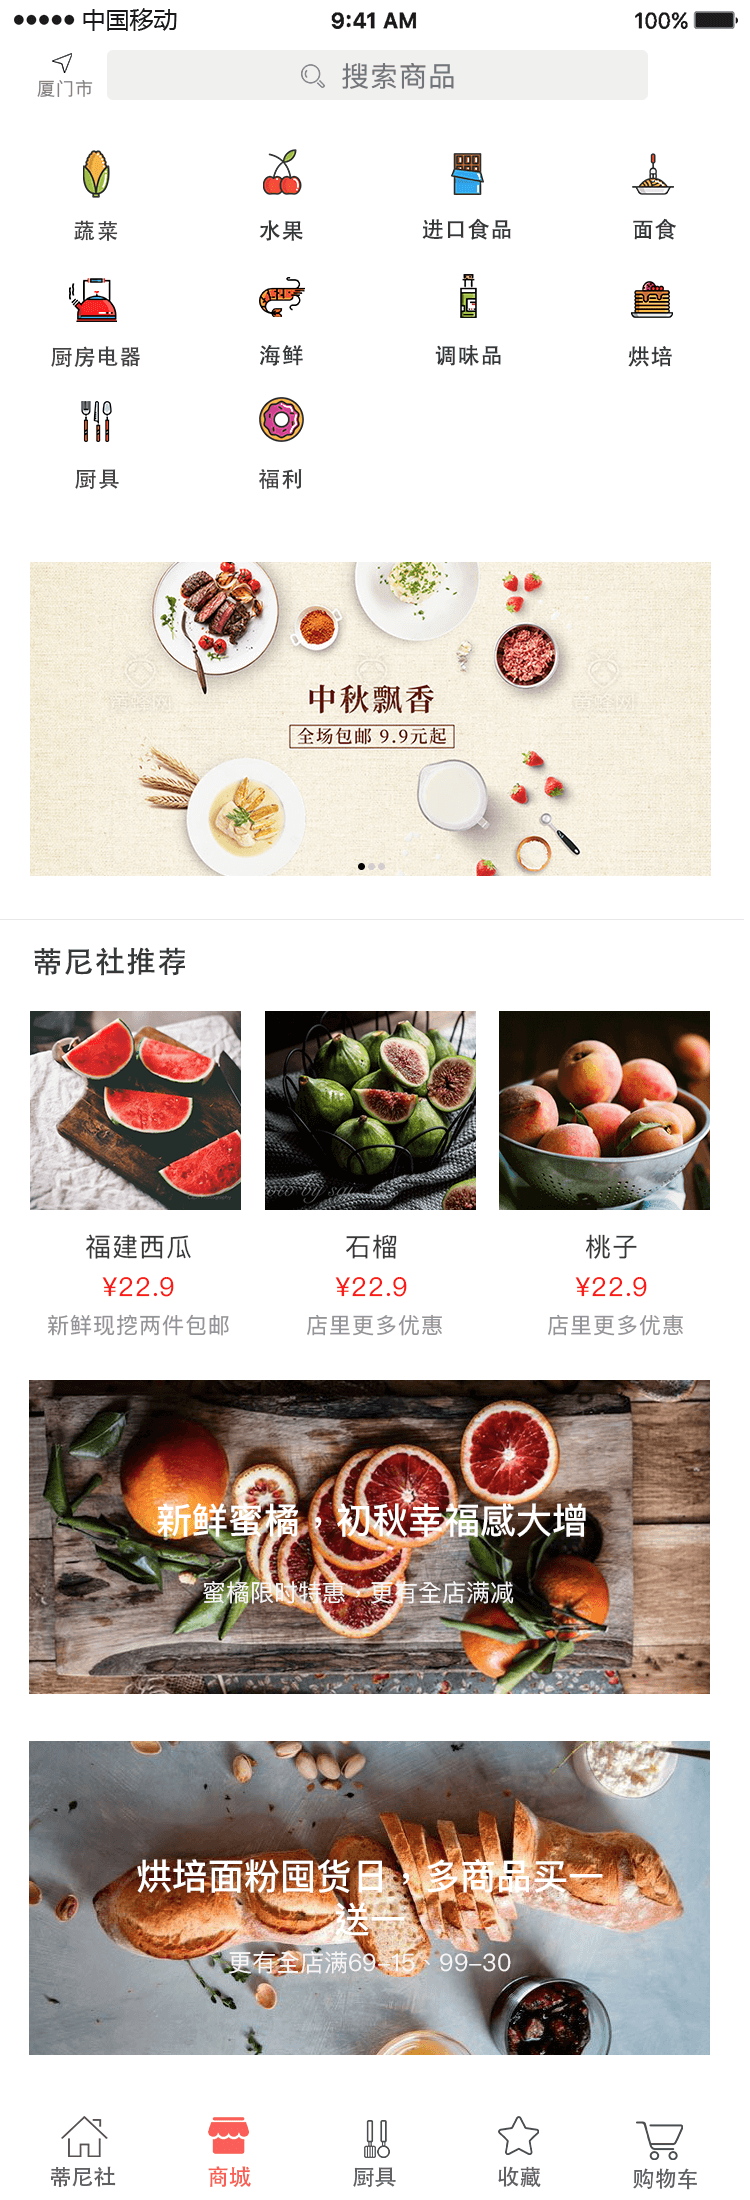 中国移动 9:41 AM 100%
厦门市 搜索商品
蔬菜 水果 进口食品 面食
厨房电器 海鲜 调味品 烘培
厨具 福利
中秋飘香
全场包邮 9.9元起
蒂尼社推荐
福建西瓜 石榴 桃子
¥22.9 ¥22.9 ¥22.9
新鲜现挖两件包邮 店里更多优惠 店里更多优惠
新鲜蜜橘，初秋幸福感大增
蜜橘限时特惠，更有全店满减
烘培面粉囤货日，多商品买一
送一
更有全店满69-15、99-30
蒂尼社 商城 厨具 收藏 购物车